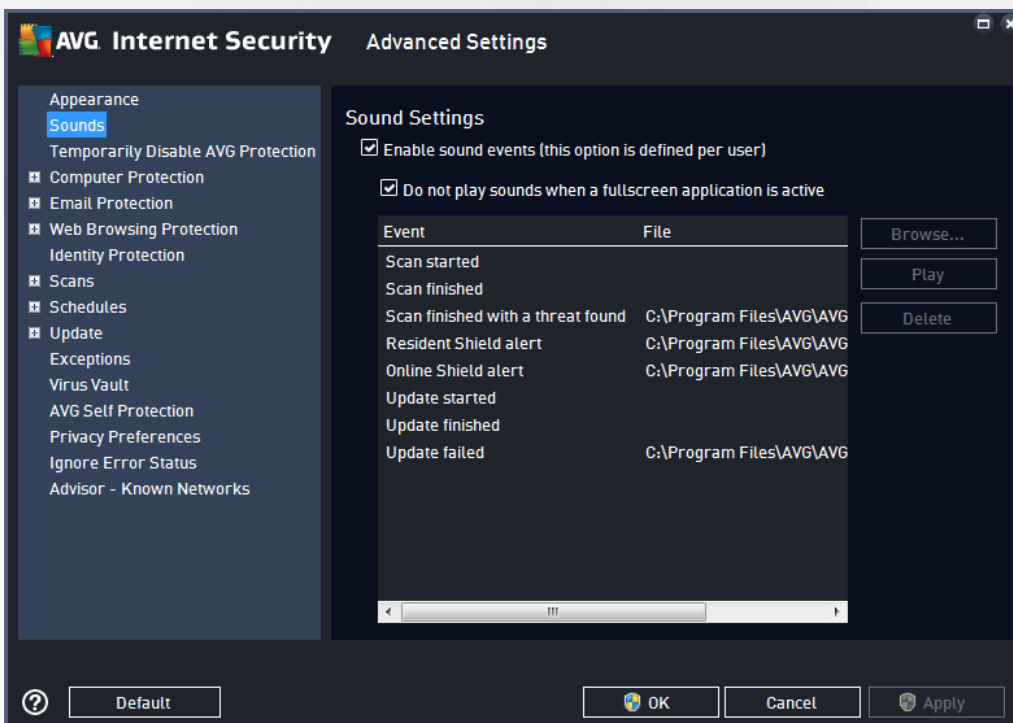 AVG. Internet Security Advanced Settings
Appearance
Sounds
Temporarily Disable AVG Protection
Computer Protection
Email Protection
Web Browsing Protection
Identity Protection
Scans
Schedules
Update
Exceptions
Virus Vault
AVG Self Protection
Privacy Preferences
Ignore Error Status
Advisor - Known Networks
Sound Settings
Enable sound events (this option is defined per user)
Do not play sounds when a fullscreen application is active
Event File
Scan started
Scan finished
Scan finished with a threat found C:\Program Files\AVG\AVG
Resident Shield alert C:\Program Files\AVG\AVG
Online Shield alert C:\Program Files\AVG\AVG
Update started
Update finished
Update failed C:\Program Files\AVG\AVG
Browse...
Play
Delete
? Default OK Cancel Apply